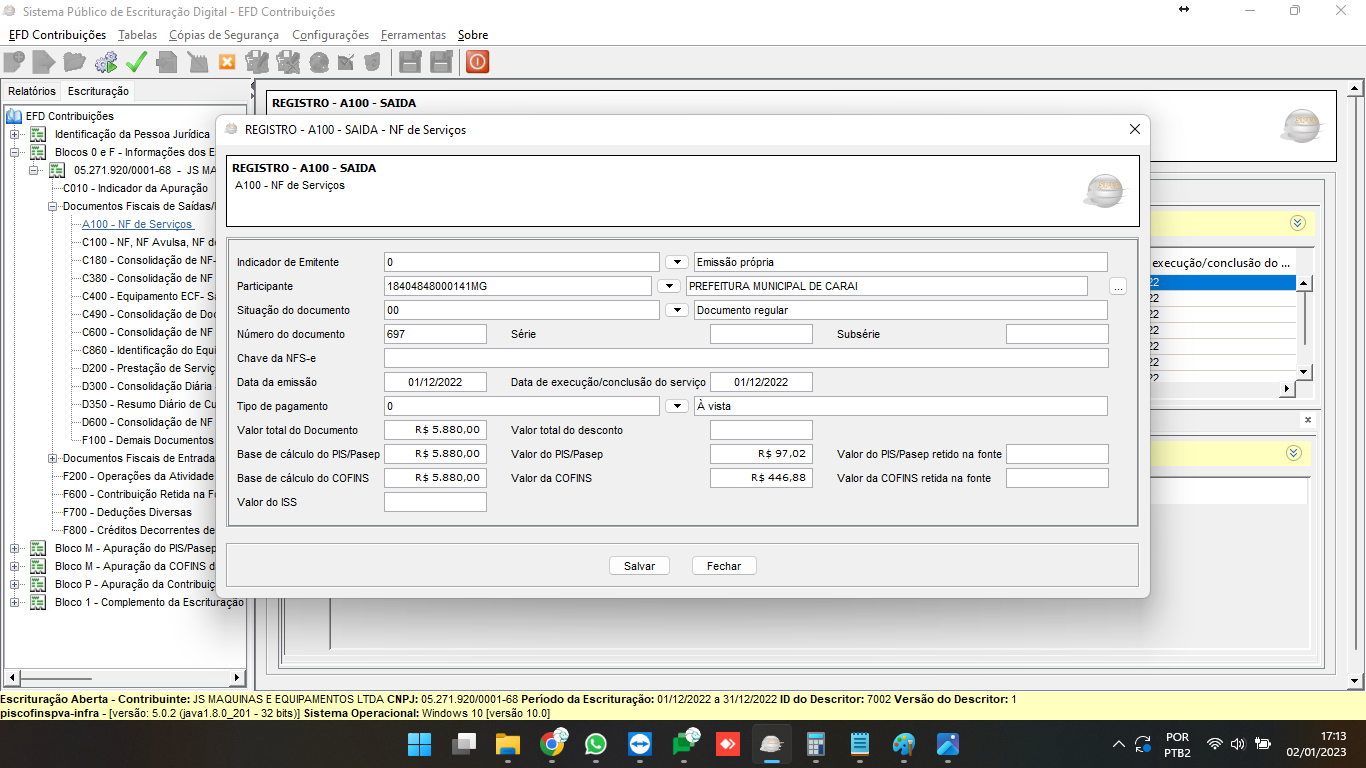 Sistema Público de Escrituração Digital - EFD Contribuições
EFD Contribuições Tabelas Cópias de Segurança Configurações Ferramentas Sobre
Relatórios Escrituração
EFD Contribuições
Identificação da Pessoa Jurídica
Blocos 0 e F - Informações dos E
05.271.920/0001-68 - JS MA
C010 - Indicador da Apuração
Documentos Fiscais de Saídas/
A100 - NF de Serviços
C100 - NF, NF Avulsa, NF de
C180 - Consolidação de NF-
C380 - Consolidação de NF
C400 - Equipamento ECF- Sa
C490 - Consolidação de Doc
C600 - Consolidação de NF
C860 - Identificação do Equi
D200 - Prestação de Serviç
D300 - Consolidação Diária
D350 - Resumo Diário de Cu
D600 - Consolidação de NF
F100 - Demais Documentos
Documentos Fiscais de Entrada
F200 - Operações da Atividade
F600 - Contribuição Retina na Fo
F700 - Deduções Diversas
F800 - Créditos Decorrentes de
Bloco M - Apuração do PIS/Pasep
Bloco M - Apuração da COFINS d
Bloco P - Apuração da Contribuiç
Bloco 1 - Complemento da Escrituração
REGISTRO - A100 - SAIDA
REGISTRO - A100 - SAIDA - NF de Serviços
REGISTRO - A100 - SAIDA
A100 - NF de Serviços
Indicador de Emitente 0 Emissão própria
Participante 18404848000141MG PREFEITURA MUNICIPAL DE CARAI ...
Situação do documento 00 Documento regular
Número do documento 697 Série Subsérie
Chave da NFS-e
Data da emissão 01/12/2022 Data de execução/conclusão do serviço 01/12/2022
Tipo de pagamento 0 À vista
Valor total do Documento R$ 5.880,00 Valor total do desconto
Base de cálculo do PIS/Pasep R$ 5.880,00 Valor do PIS/Pasep R$ 97,02 Valor do PIS/Pasep retido na fonte
Base de cálculo do COFINS R$ 5.880,00 Valor da COFINS R$ 446,88 Valor da COFINS retida na fonte
Valor do ISS
Salvar Fechar
execução/conclusão do ...
22
22
22
22
22
22
22
Escrituração Aberta - Contribuinte: JS MAQUINAS E EQUIPAMENTOS LTDA CNPJ: 05.271.920/0001-68 Período da Escrituração: 01/12/2022 a 31/12/2022 ID do Descritor: 7002 Versão do Descritor: 1
piscofinspva-infra - [versão: 5.0.2 (java1.8.0_201 - 32 bits)] Sistema Operacional: Windows 10 [versão 10.0]
POR
PTB2
17:13
02/01/2023